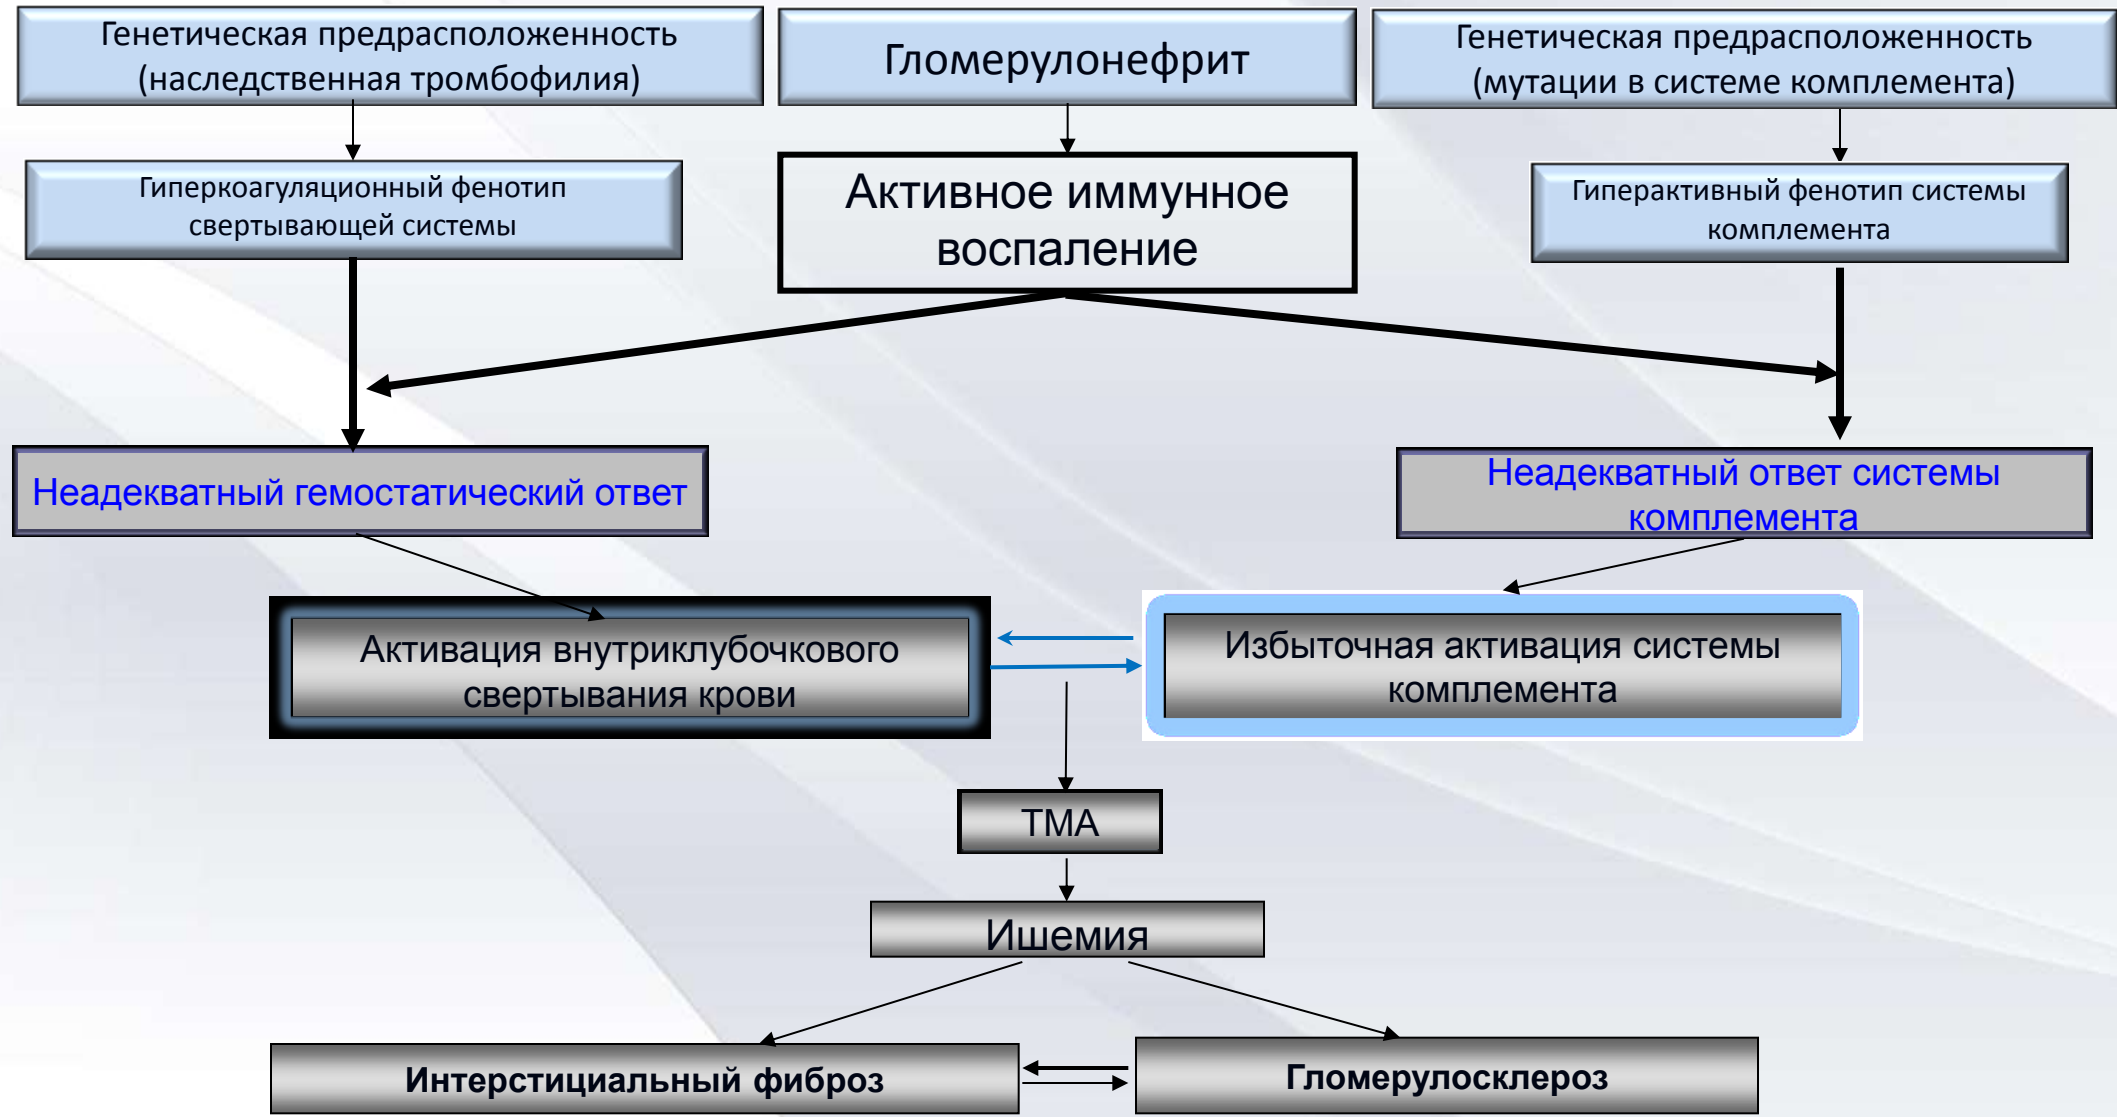 Генетическая предрасположенность
(наследственная тромбофилия)
Гломерулонефрит
Генетическая предрасположенность
(мутации в системе комплемента)
Гиперкоагуляционный фенотип
свертывающей системы
Активное иммунное
воспаление
Гиперактивный фенотип системы
комплемента
Неадекватный гемостатический ответ
Неадекватный ответ системы
комплемента
Активация внутриклубочкового
свертывания крови
Избыточная активация системы
комплемента
ТМА
Ишемия
Интерстициальный фиброз
Гломерулосклероз